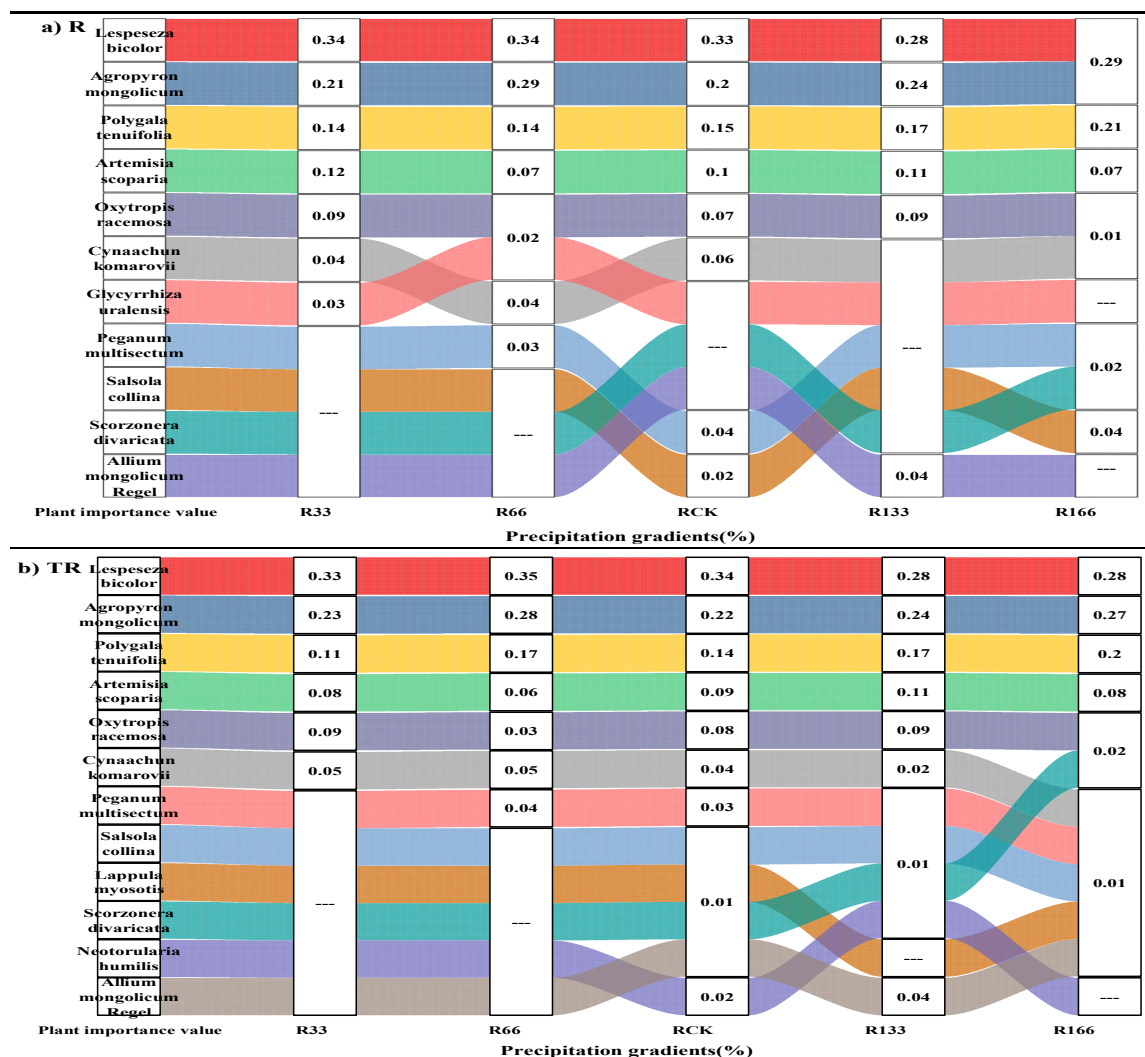 a) R
Lespeseza
bicolor
0.34
0.34
0.33
0.28
0.29
Agropyron
mongolicum
0.21
0.29
0.2
0.24
Polygala
tenuifolia
0.14
0.14
0.15
0.17
0.21
Artemisia
scoparia
0.12
0.07
0.1
0.11
0.07
Oxytropis
racemosa
0.09
0.02
0.07
0.09
0.01
Cynaachun
komarovii
0.04
0.06
Glycyrrhiza
uralensis
0.03
0.04
---
---
---
Peganum
multisectum
0.03
0.02
Salsola
collina
---
Scorzonera
divaricata
---
0.04
0.04
Allium
mongolicum
Regel
0.02
0.04
---
Plant importance value R33 R66 RCK R133 R166
Precipitation gradients(%)
b) TR
Lespeseza
bicolor
0.33
0.35
0.34
0.28
0.28
Agropyron
mongolicum
0.23
0.28
0.22
0.24
0.27
Polygala
tenuifolia
0.11
0.17
0.14
0.17
0.2
Artemisia
scoparia
0.08
0.06
0.09
0.11
0.08
Oxytropis
racemosa
0.09
0.03
0.08
0.09
0.02
Cynaachun
komarovii
0.05
0.05
0.04
0.02
Peganum
multisectum
0.04
0.03
Salsola
collina
0.01
0.01
Lappula
myosotis
---
0.01
Scorzonera
divaricata
---
Neotorularia
humilis
---
Allium
mongolicum
Regel
0.02
0.04
---
Plant importance value R33 R66 RCK R133 R166
Precipitation gradients(%)